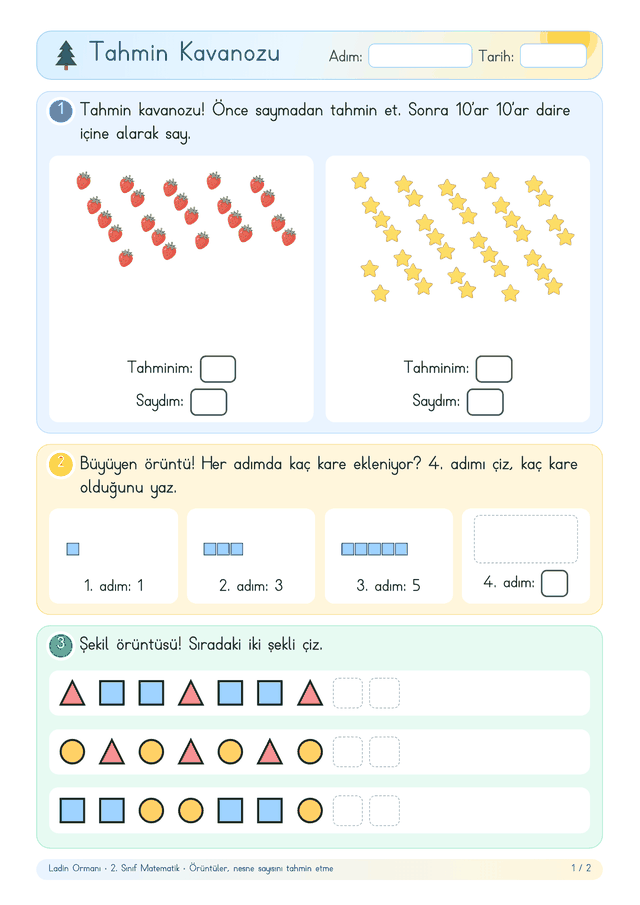 Tahmin Kavanozu
Adım:
Tarih:
1
Tahmin kavanozu! Önce saymadan tahmin et. Sonra 10'ar 10'ar daire
içine alarak say.
Tahminim:
Saydım:
Tahminim:
Saydım:
2
Büyüyen örüntü! Her adımda kaç kare ekleniyor? 4. adımı çiz, kaç kare
olduğunu yaz.
1. adım: 1
2. adım: 3
3. adım: 5
4. adım:
3
Şekil örüntüsü! Sıradaki iki şekli çiz.
Ladin Ormanı · 2. Sınıf Matematik · Örüntüler, nesne sayısını tahmin etme
1 / 2